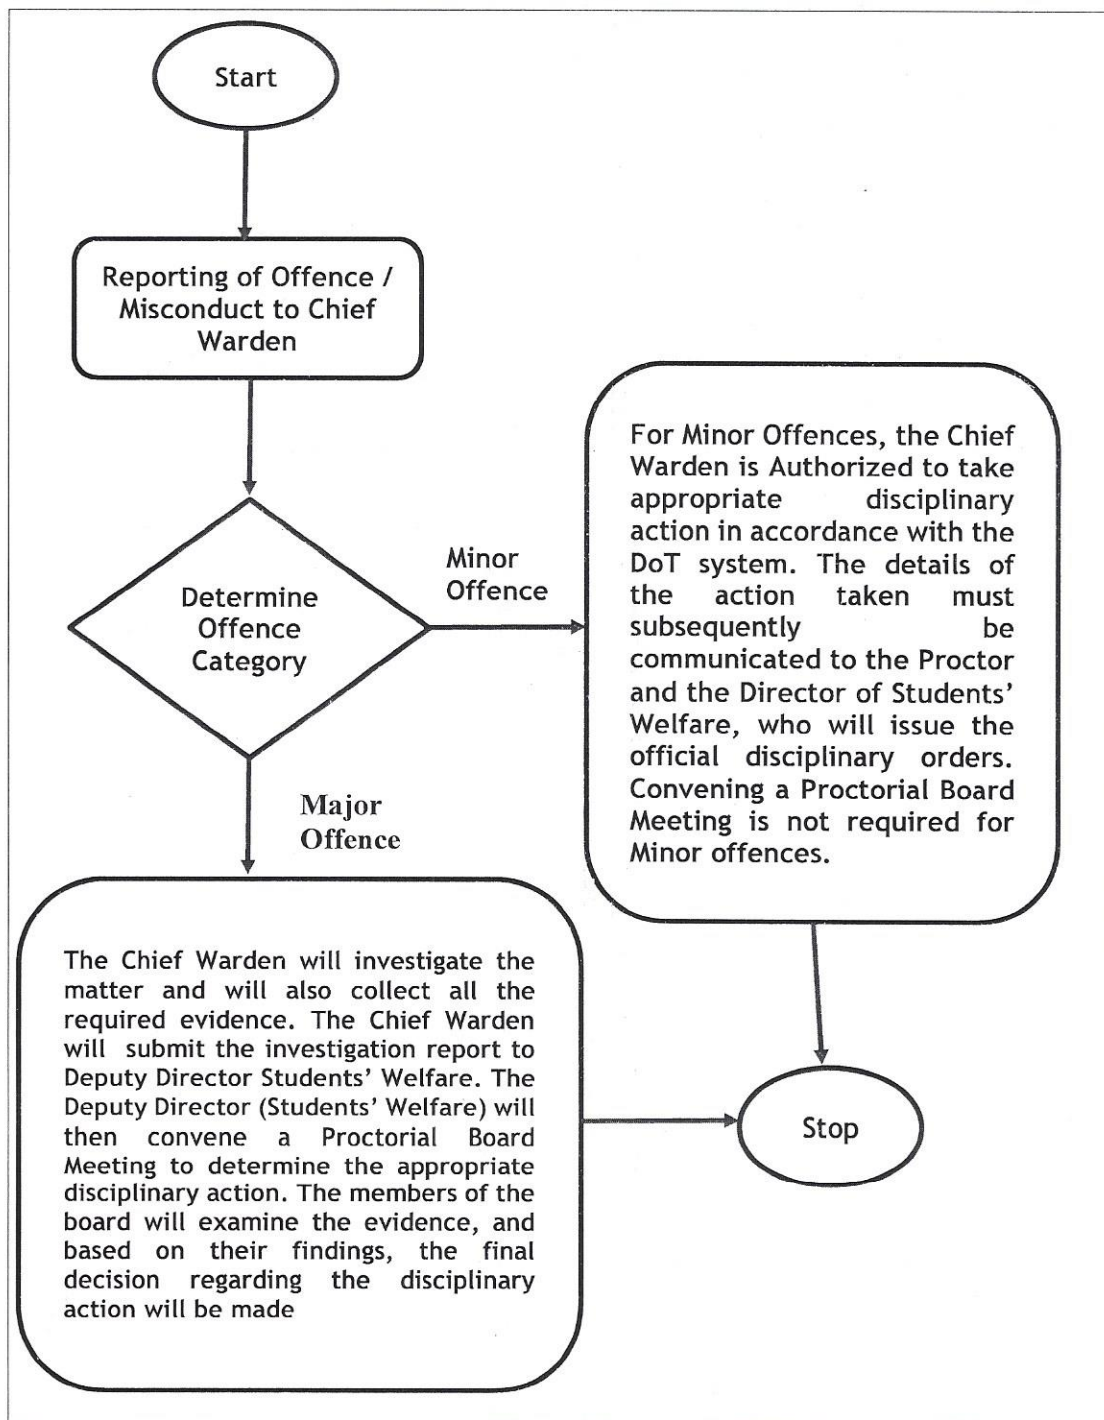 Start
Reporting of Offence /
Misconduct to Chief
Warden
Determine
Offence
Category
Minor
Offence
For Minor Offences, the Chief
Warden is Authorized to take
appropriate disciplinary
action in accordance with the
DoT system. The details of
the action taken must
subsequently be
communicated to the Proctor
and the Director of Students’
Welfare, who will issue the
official disciplinary orders.
Convening a Proctorial Board
Meeting is not required for
Minor offences.
Major
Offence
The Chief Warden will investigate the
matter and will also collect all the
required evidence. The Chief Warden
will submit the investigation report to
Deputy Director Students’ Welfare. The
Deputy Director (Students’ Welfare) will
then convene a Proctorial Board
Meeting to determine the appropriate
disciplinary action. The members of the
board will examine the evidence, and
based on their findings, the final
decision regarding the disciplinary
action will be made
Stop